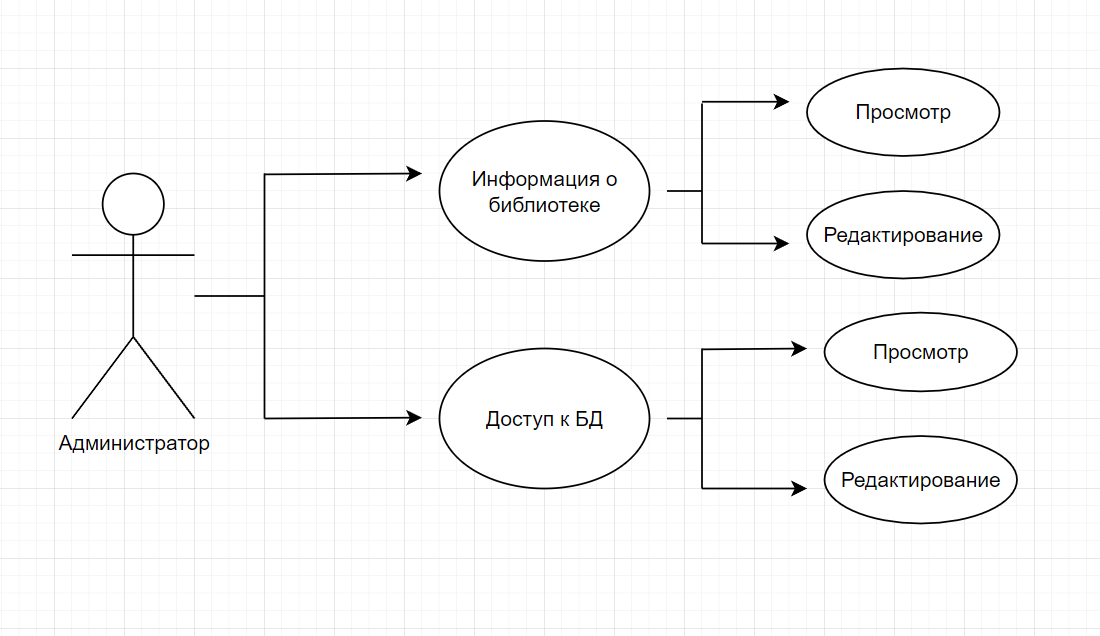 Администратор
Информация о
библиотеке
Просмотр
Редактирование
Доступ к БД
Просмотр
Редактирование